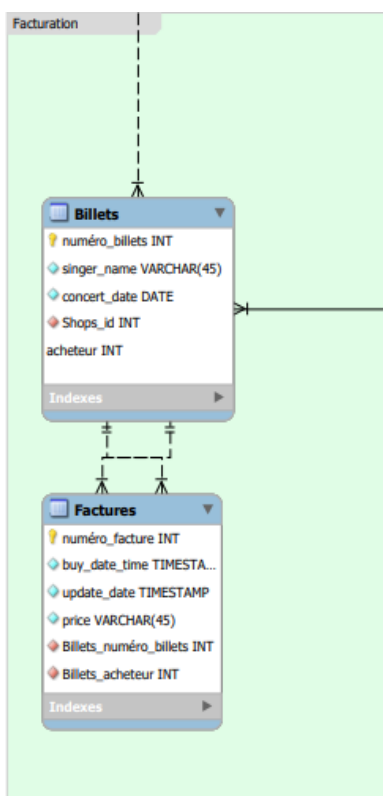 Facturation
Billets
numéro_billets INT
singer_name VARCHAR(45)
concert_date DATE
Shops_id INT
acheteur INT
Indexes
Factures
numéro_facture INT
buy_date_time TIMESTA...
update_date TIMESTAMP
price VARCHAR(45)
Billets_numéro_billets INT
Billets_acheteur INT
Indexes